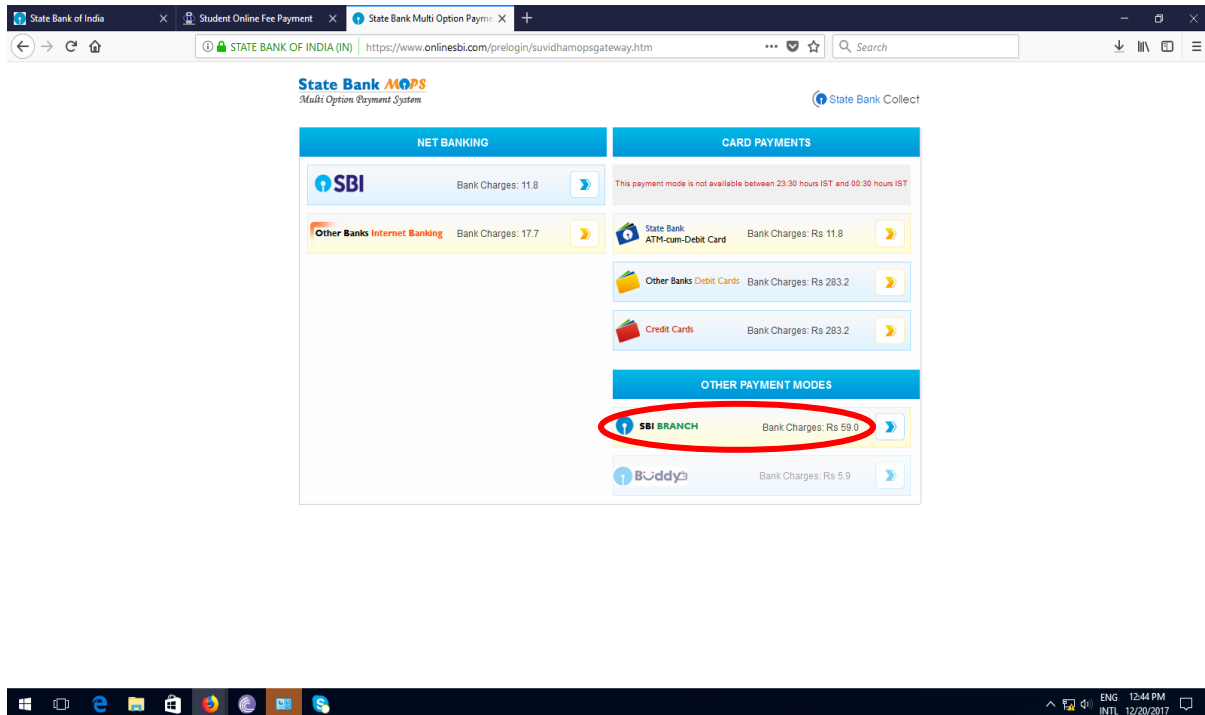 State Bank of India
Student Online Fee Payment
State Bank Multi Option Payme
STATE BANK OF INDIA (IN)
https://www.onlinesbi.com/prelogin/suvidhamopsgateway.htm
Search
State Bank MOPS
Multi Option Payment System
State Bank Collect
NET BANKING
SBI Bank Charges: 11.8
Other Banks Internet Banking Bank Charges: 17.7
CARD PAYMENTS
This payment mode is not available between 23:30 hours IST and 00:30 hours IST
State Bank
ATM-cum-Debit Card Bank Charges: Rs 11.8
Other Banks Debit Cards Bank Charges: Rs 283.2
Credit Cards Bank Charges: Rs 283.2
OTHER PAYMENT MODES
SBI BRANCH Bank Charges: Rs 59.0
Buddy Bank Charges: Rs 5.9
ENG 12:44 PM
INTL 12/20/2017